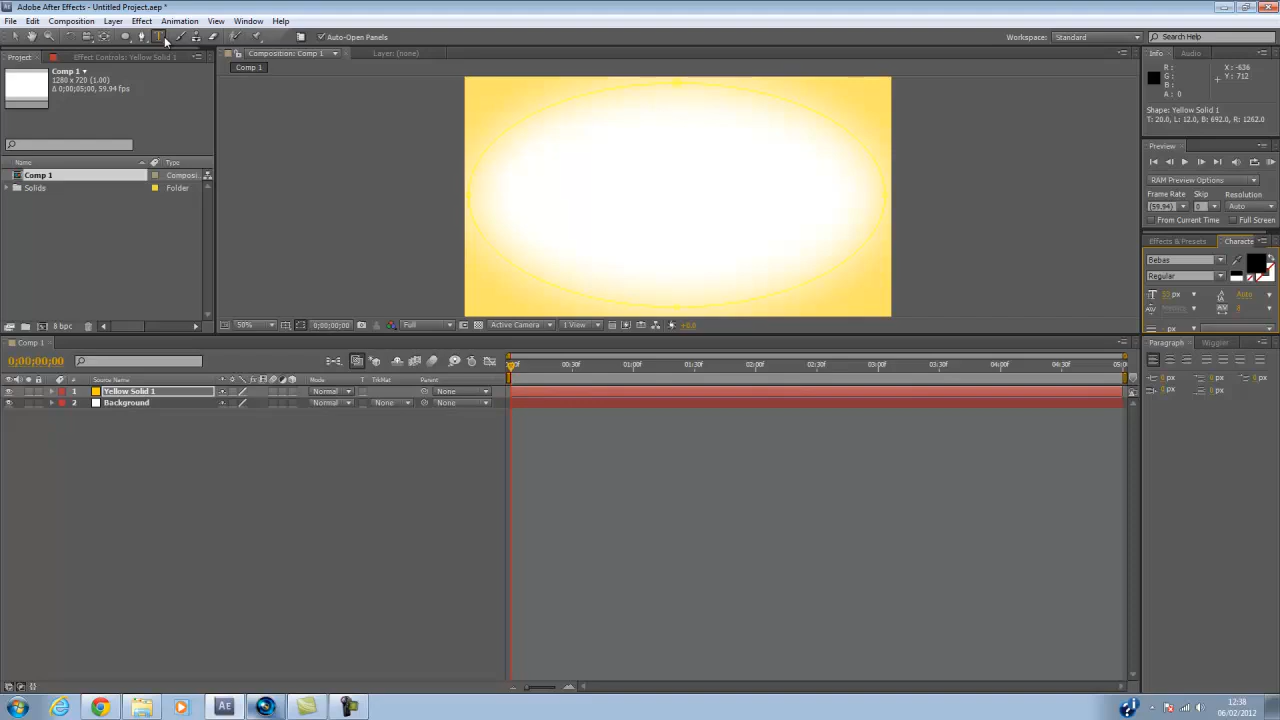 Adobe After Effects - Untitled Project.aep *
File Edit Composition Layer Effect Animation View Window Help
Auto-Open Panels
Workspace: Standard
Search Help
Project
Effect Controls: Yellow Solid 1
Composition: Comp 1
Layer: (none)
Info
Audio
Comp 1
Comp 1
1280 x 720 (1.00)
Δ 0;00;05;00, 59.94 fps
R :
G :
B :
A : 0
X : -636
Y : 712
Shape: Yellow Solid 1
T: 20.0, L: 12.0, B: 692.0, R: 1262.0
Preview
Name
Type
Comp 1
Composi
Solids
Folder
RAM Preview Options
Frame Rate
Skip
Resolution
(59.94)
0
Auto
From Current Time
Full Screen
Effects & Presets
Characte
Bebas
Regular
px
Auto
Metrics
0
- px
8 bpc
50%
0;00;00;00
Full
Active Camera
1 View
+0.0
Comp 1
Paragraph
Wiggler
0;00;00;00
00:30f
01:00f
01:30f
02:00f
02:30f
03:00f
03:30f
04:00f
04:30f
05:0
0 px
0 px
0 px
0 px
0 px
#
Source Name
Mode
T
TrkMat
Parent
1
Yellow Solid 1
Normal
None
2
Background
Normal
None
None
12:38
06/02/2012